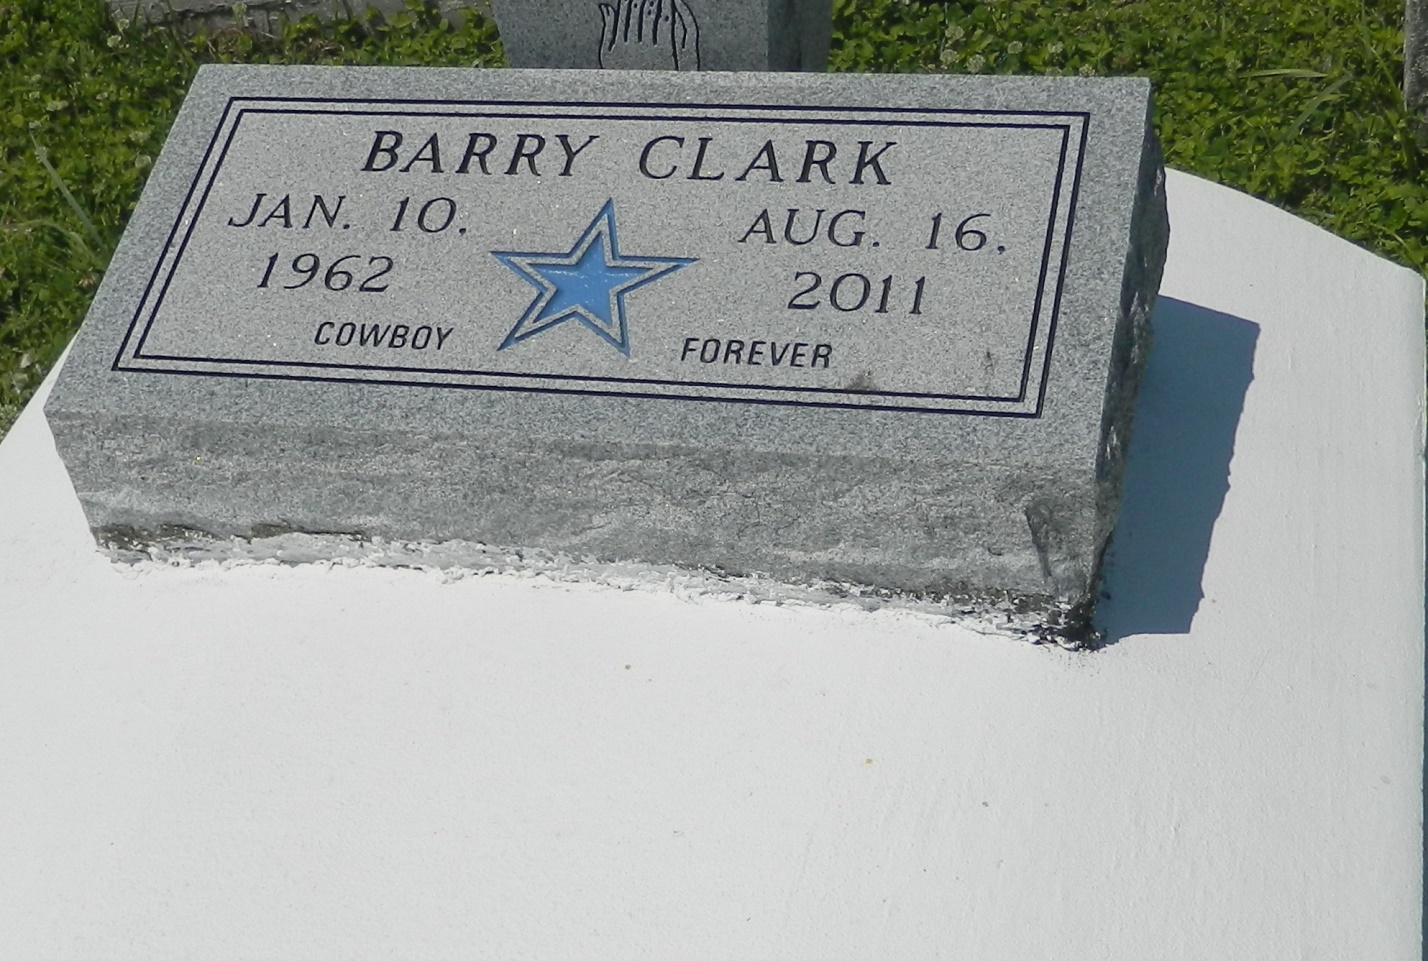 BARRY CLARK
JAN. 10, AUG. 16,
1962 2011
COWBOY FOREVER